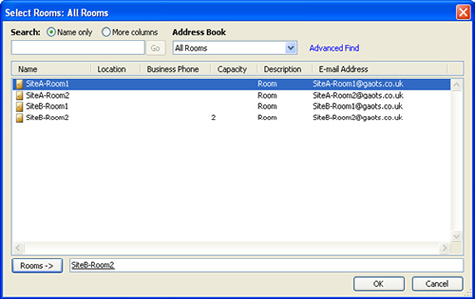 Select Rooms: All Rooms
Search: Name only More columns Address Book
Go All Rooms Advanced Find
Name Location Business Phone Capacity Description E-mail Address
SiteA-Room1 Room SiteA-Room1@gaots.co.uk
SiteA-Room2 Room SiteA-Room2@gaots.co.uk
SiteB-Room1 Room SiteB-Room1@gaots.co.uk
SiteB-Room2 2 Room SiteB-Room2@gaots.co.uk
Rooms -> SiteB-Room2
OK Cancel